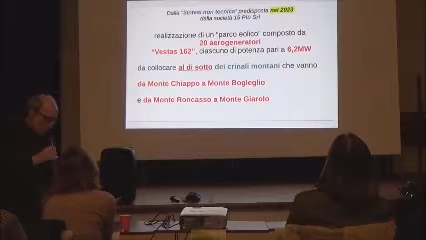 Dalla "Sintesi non tecnica" predisposta nel 2023
della società 15 Più Srl
realizzazione di un "parco eolico" composto da
20 aerogeneratori
"Vestas 162", ciascuno di potenza pari a 6,2MW
da collocare al di sotto dei crinali montani che vanno
da Monte Chiappo a Monte Bogleglio
e da Monte Roncasso a Monte Giarolo